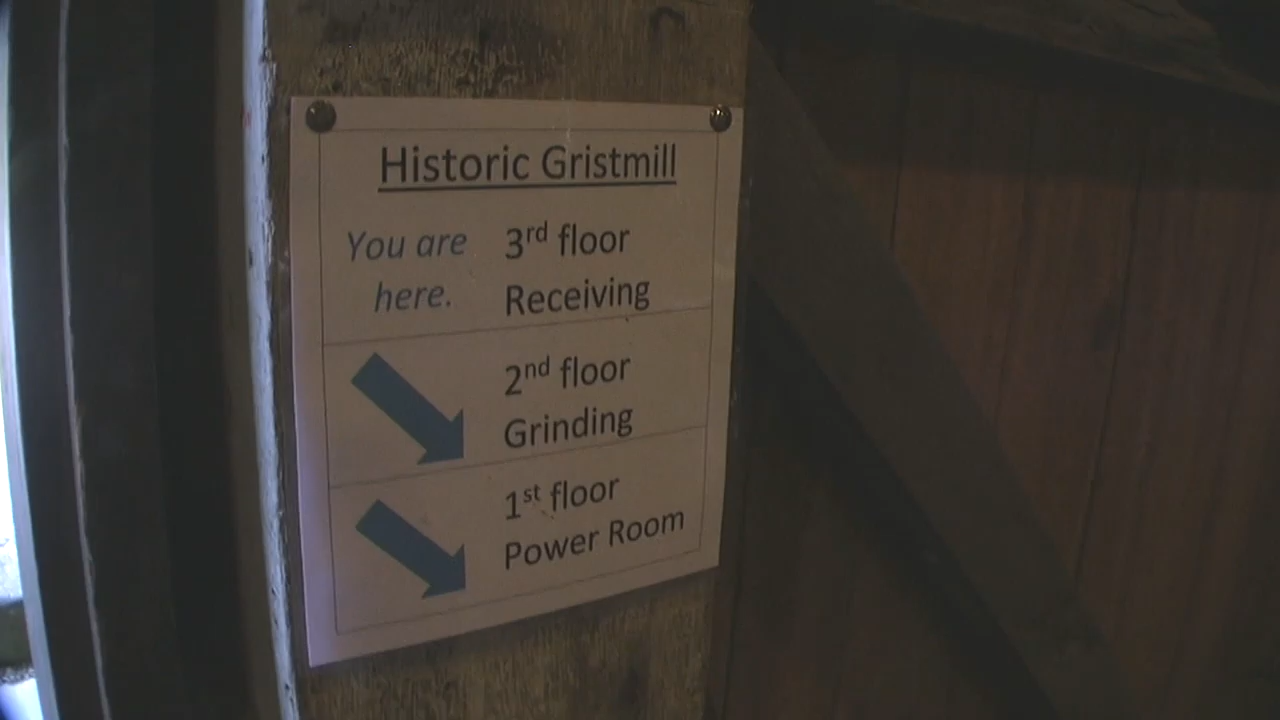 Historic Gristmill
You are here.
3rd floor
Receiving
2nd floor
Grinding
1st floor
Power Room